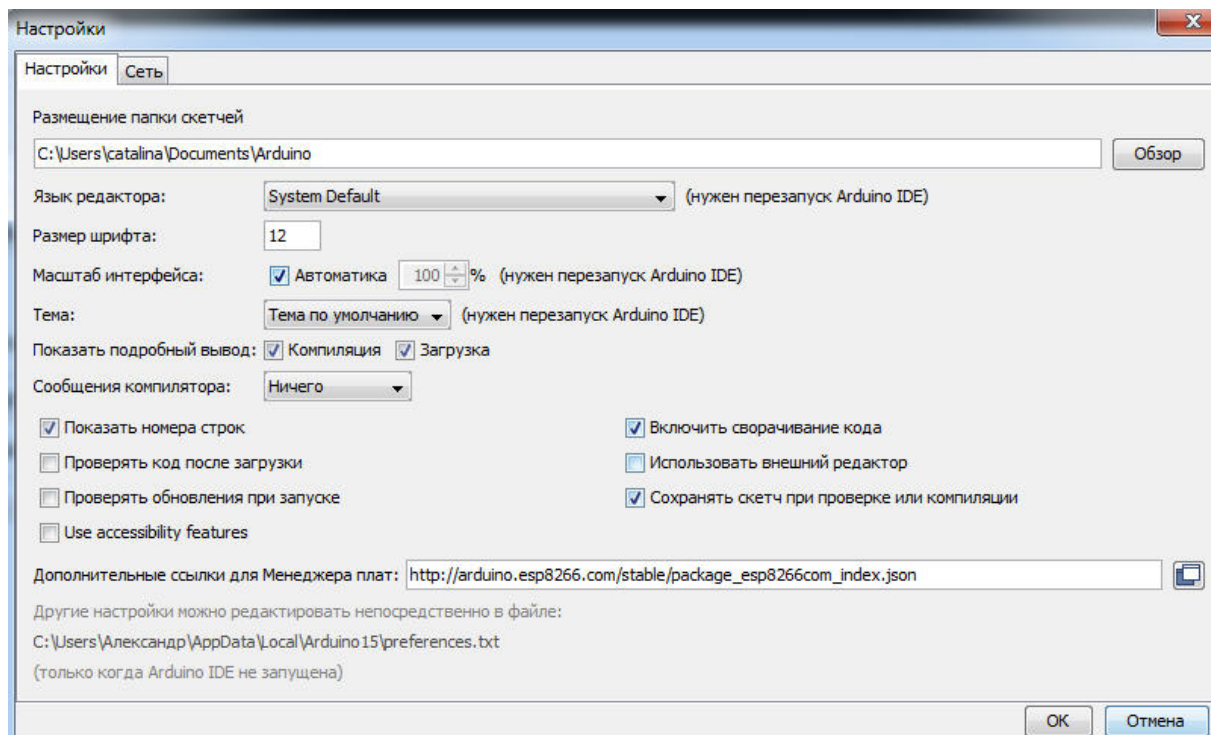 Настройки
Настройки Сеть
Размещение папки скетчей
C:\Users\catalina\Documents\Arduino Обзор
Язык редактора: System Default (нужен перезапуск Arduino IDE)
Размер шрифта: 12
Масштаб интерфейса: Автоматика 100 % (нужен перезапуск Arduino IDE)
Тема: Тема по умолчанию (нужен перезапуск Arduino IDE)
Показать подробный вывод: Компиляция Загрузка
Сообщения компилятора: Ничего
Показать номера строк Включить сворачивание кода
Проверять код после загрузки Использовать внешний редактор
Проверять обновления при запуске Сохранять скетч при проверке или компиляции
Use accessibility features
Дополнительные ссылки для Менеджера плат: http://arduino.esp8266.com/stable/package_esp8266com_index.json
Другие настройки можно редактировать непосредственно в файле:
C:\Users\Александр\AppData\Local\Arduino15\preferences.txt
(только когда Arduino IDE не запущена)
OK Отмена